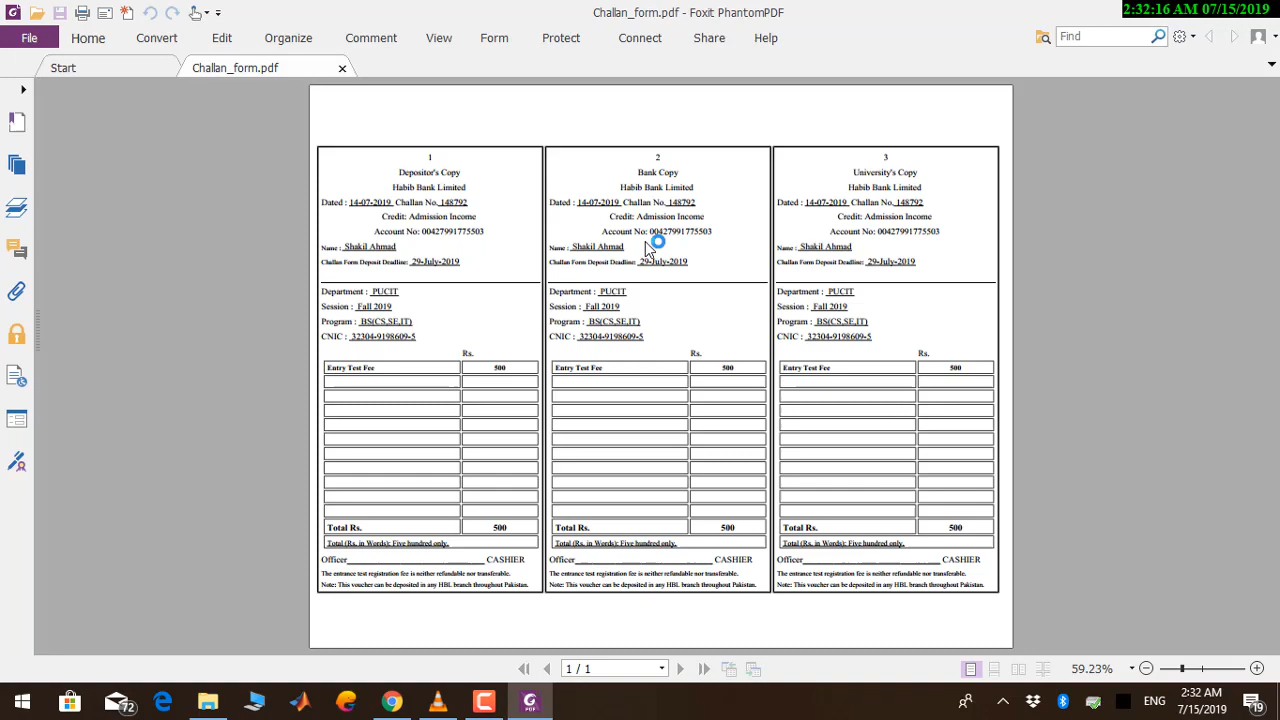 Challan_form.pdf - Foxit PhantomPDF
2:32:16 AM 07/15/2019
File Home Convert Edit Organize Comment View Form Protect Connect Share Help
Find
Start
Challan_form.pdf
1
Depositor's Copy
Habib Bank Limited
Dated : 14-07-2019 Challan No. 148792
Credit: Admission Income
Account No: 00427991775503
Name : Shakil Ahmad
Challan Form Deposit Deadline: 29-July-2019
Department : PUCIT
Session : Fall 2019
Program : BS(CS,SE,IT)
CNIC : 32304-9198609-5
Rs.
Entry Test Fee 500
Total Rs. 500
Total (Rs. in Words): Five hundred only.
Officer CASHIER
The entrance test registration fee is neither refundable nor transferable.
Note: This voucher can be deposited in any HBL branch throughout Pakistan.
2
Bank Copy
Habib Bank Limited
Dated : 14-07-2019 Challan No. 148792
Credit: Admission Income
Account No: 00427991775503
Name : Shakil Ahmad
Challan Form Deposit Deadline: 29-July-2019
Department : PUCIT
Session : Fall 2019
Program : BS(CS,SE,IT)
CNIC : 32304-9198609-5
Rs.
Entry Test Fee 500
Total Rs. 500
Total (Rs. in Words): Five hundred only.
Officer CASHIER
The entrance test registration fee is neither refundable nor transferable.
Note: This voucher can be deposited in any HBL branch throughout Pakistan.
3
University's Copy
Habib Bank Limited
Dated : 14-07-2019 Challan No. 148792
Credit: Admission Income
Account No: 00427991775503
Name : Shakil Ahmad
Challan Form Deposit Deadline: 29-July-2019
Department : PUCIT
Session : Fall 2019
Program : BS(CS,SE,IT)
CNIC : 32304-9198609-5
Rs.
Entry Test Fee 500
Total Rs. 500
Total (Rs. in Words): Five hundred only.
Officer CASHIER
The entrance test registration fee is neither refundable nor transferable.
Note: This voucher can be deposited in any HBL branch throughout Pakistan.
1 / 1
59.23%
72
PDF
ENG
2:32 AM
7/15/2019
19